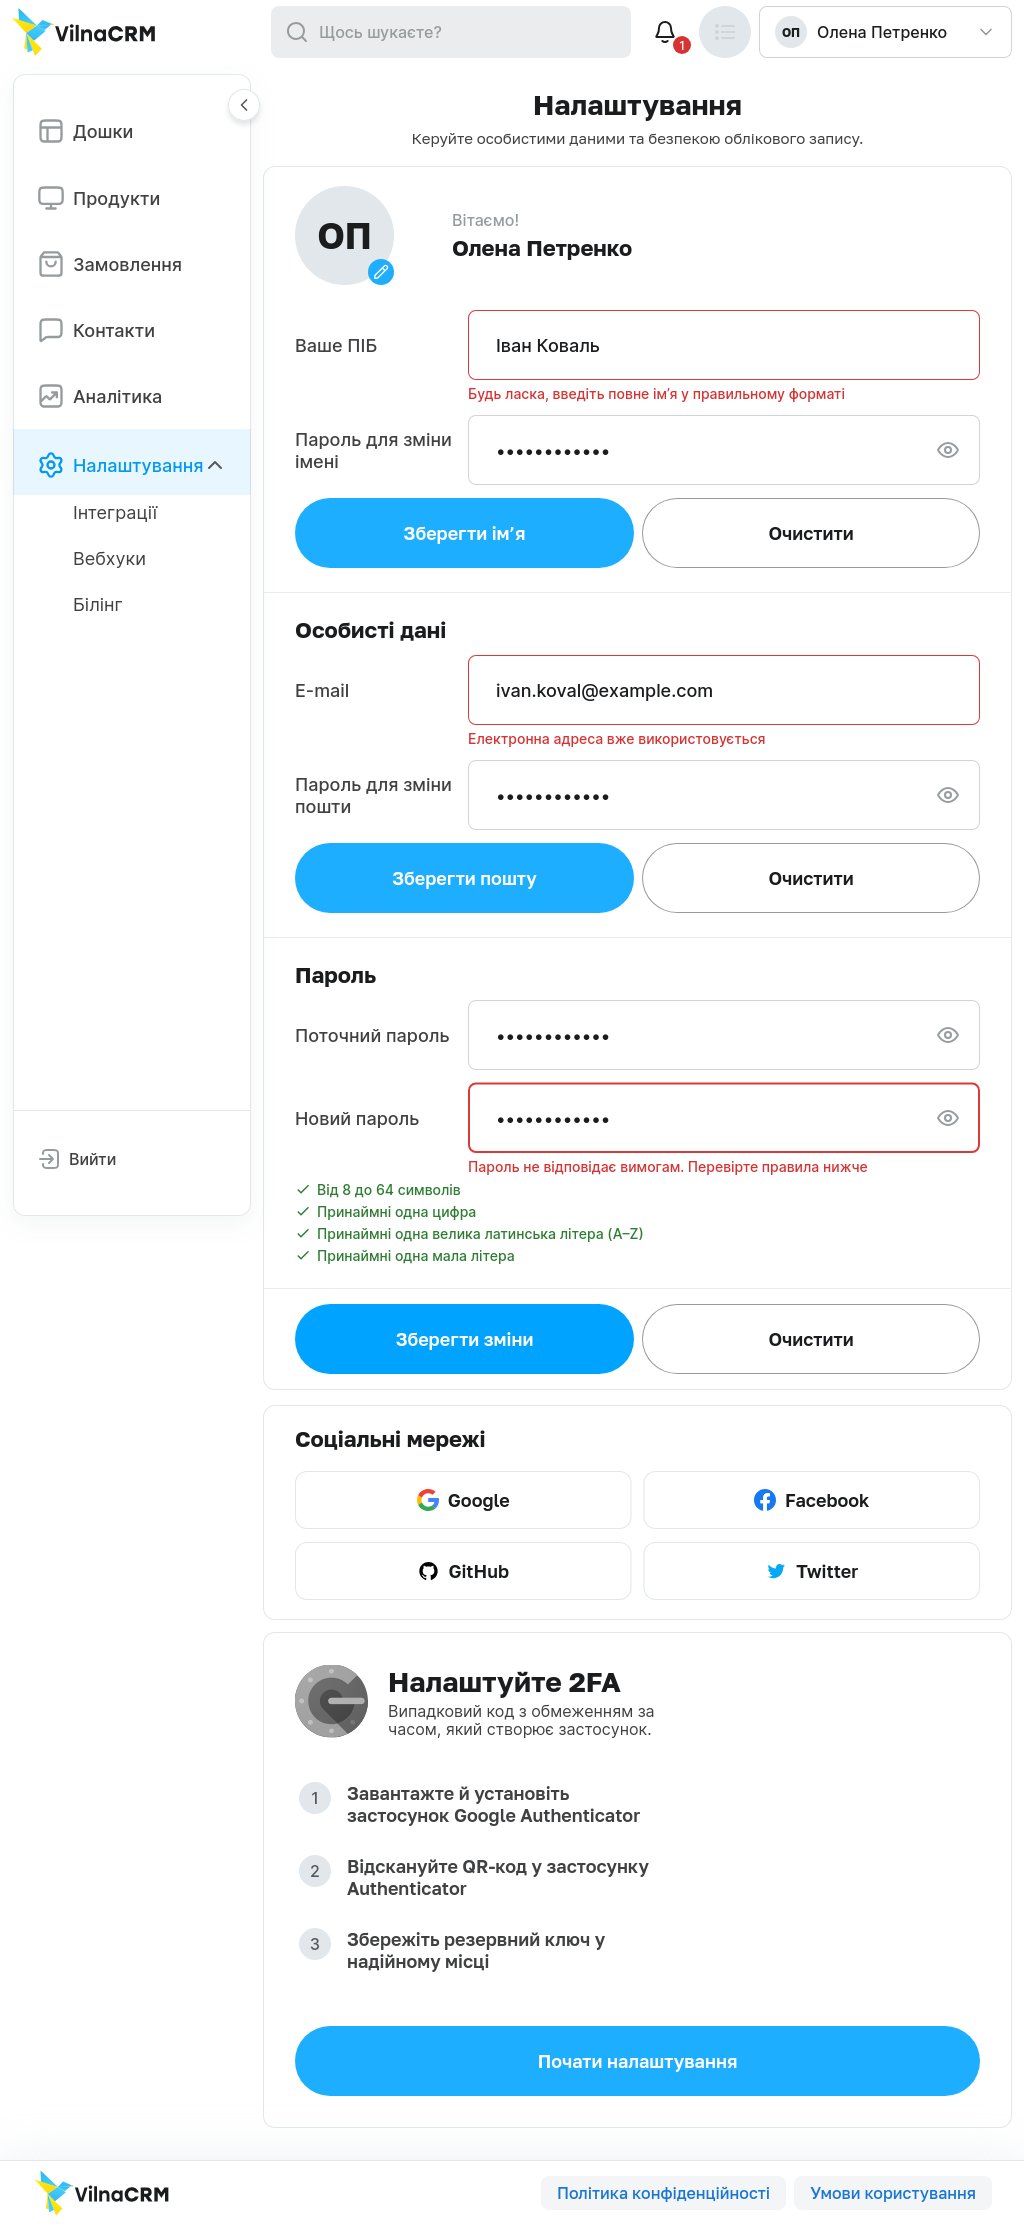 VilnaCRM
Щось шукаєте?
1
ОП
Олена Петренко
Дошки
Продукти
Замовлення
Контакти
Аналітика
Налаштування
Інтеграції
Вебхуки
Білінг
Вийти
Налаштування
Керуйте особистими даними та безпекою облікового запису.
ОП
Вітаємо!
Олена Петренко
Ваше ПІБ
Іван Коваль
Будь ласка, введіть повне ім’я у правильному форматі
Пароль для зміни
імені
••••••••••••
Зберегти ім’я
Очистити
Особисті дані
E-mail
ivan.koval@example.com
Електронна адреса вже використовується
Пароль для зміни
пошти
••••••••••••
Зберегти пошту
Очистити
Пароль
Поточний пароль
••••••••••••
Новий пароль
••••••••••••
Пароль не відповідає вимогам. Перевірте правила нижче
Від 8 до 64 символів
Принаймні одна цифра
Принаймні одна велика латинська літера (A–Z)
Принаймні одна мала літера
Зберегти зміни
Очистити
Соціальні мережі
Google
Facebook
GitHub
Twitter
Налаштуйте 2FA
Випадковий код з обмеженням за
часом, який створює застосунок.
1
Завантажте й установіть
застосунок Google Authenticator
2
Відскануйте QR-код у застосунку
Authenticator
3
Збережіть резервний ключ у
надійному місці
Почати налаштування
VilnaCRM
Політика конфіденційності
Умови користування